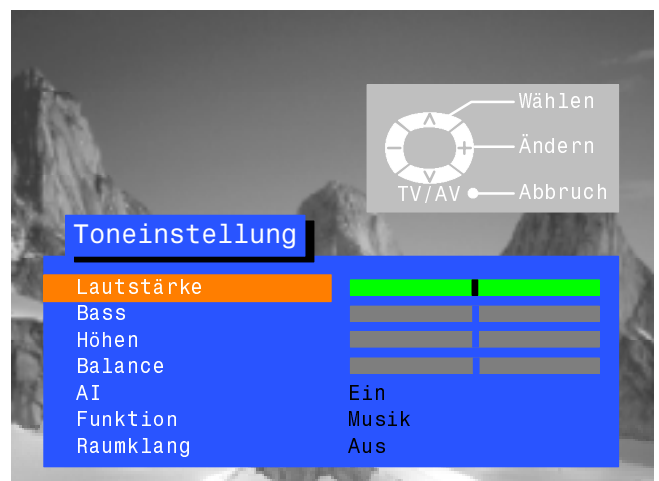 Wählen
Ändern
TV/AV Abbruch
Toneinstellung
Lautstärke
Bass
Höhen
Balance
AI Ein
Funktion Musik
Raumklang Aus